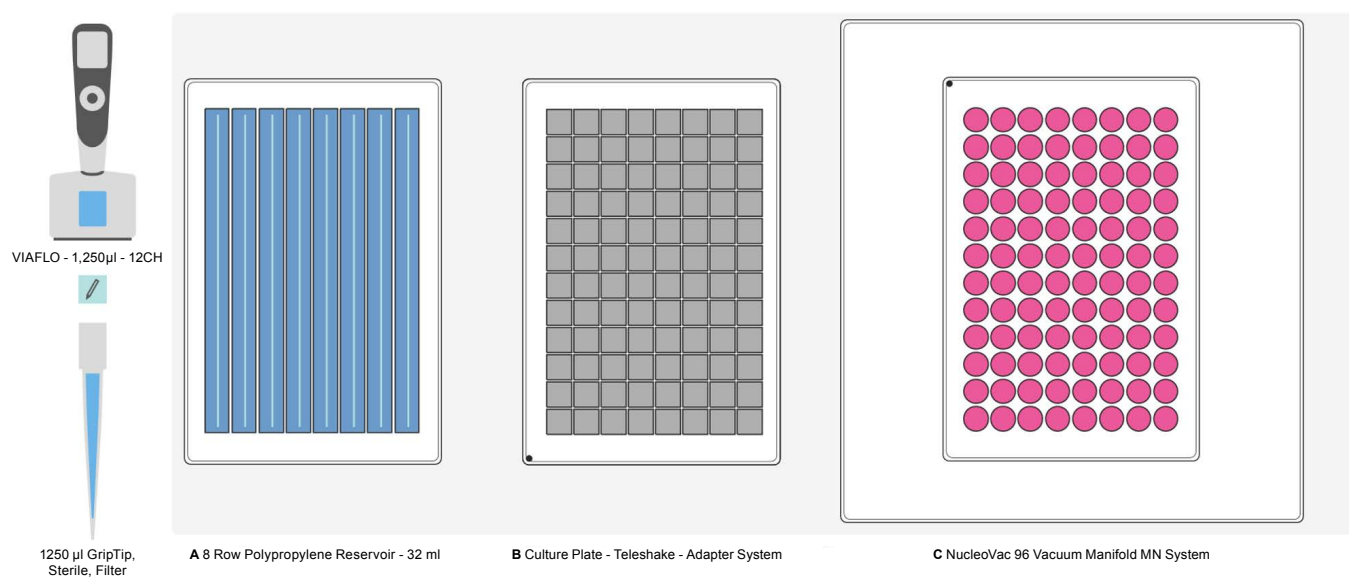 VIAFLO - 1,250µl - 12CH
1250 µl GripTip,
Sterile, Filter
A 8 Row Polypropylene Reservoir - 32 ml
B Culture Plate - Teleshake - Adapter System
C NucleoVac 96 Vacuum Manifold MN System